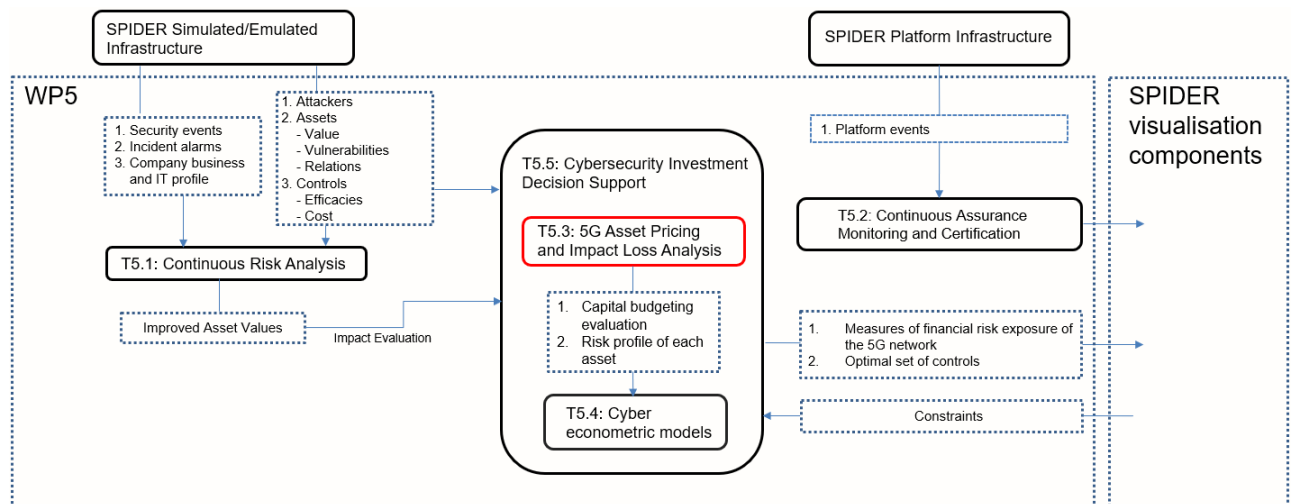 SPIDER Simulated/Emulated
Infrastructure
SPIDER Platform Infrastructure
WP5
SPIDER
visualisation
components
1. Security events
2. Incident alarms
3. Company business
and IT profile
1. Attackers
2. Assets
- Value
- Vulnerabilities
- Relations
3. Controls
- Efficacies
- Cost
1. Platform events
T5.5: Cybersecurity Investment
Decision Support
T5.3: 5G Asset Pricing
and Impact Loss Analysis
T5.2: Continuous Assurance
Monitoring and Certification
T5.1: Continuous Risk Analysis
Improved Asset Values
Impact Evaluation
1. Capital budgeting
evaluation
2. Risk profile of each
asset
1. Measures of financial risk exposure of
the 5G network
2. Optimal set of controls
T5.4: Cyber
econometric models
Constraints